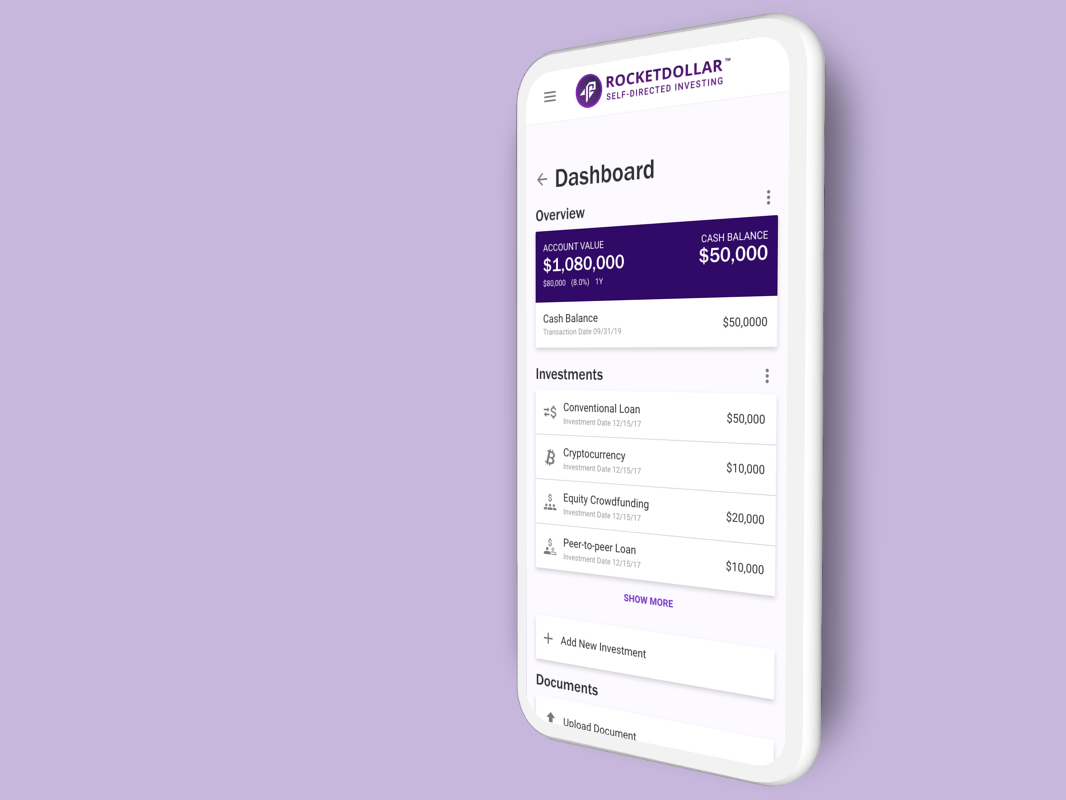 ROCKETDOLLAR™
SELF-DIRECTED INVESTING
Dashboard
Overview
ACCOUNT VALUE
$1,080,000
$80,000 (8.0%) 1Y
CASH BALANCE
$50,000
Cash Balance
Transaction Date 09/31/19
$50,0000
Investments
Conventional Loan
Investment Date 12/15/17
$50,000
Cryptocurrency
Investment Date 12/15/17
$10,000
Equity Crowdfunding
Investment Date 12/15/17
$20,000
Peer-to-peer Loan
Investment Date 12/15/17
$10,000
SHOW MORE
Add New Investment
Documents
Upload Document